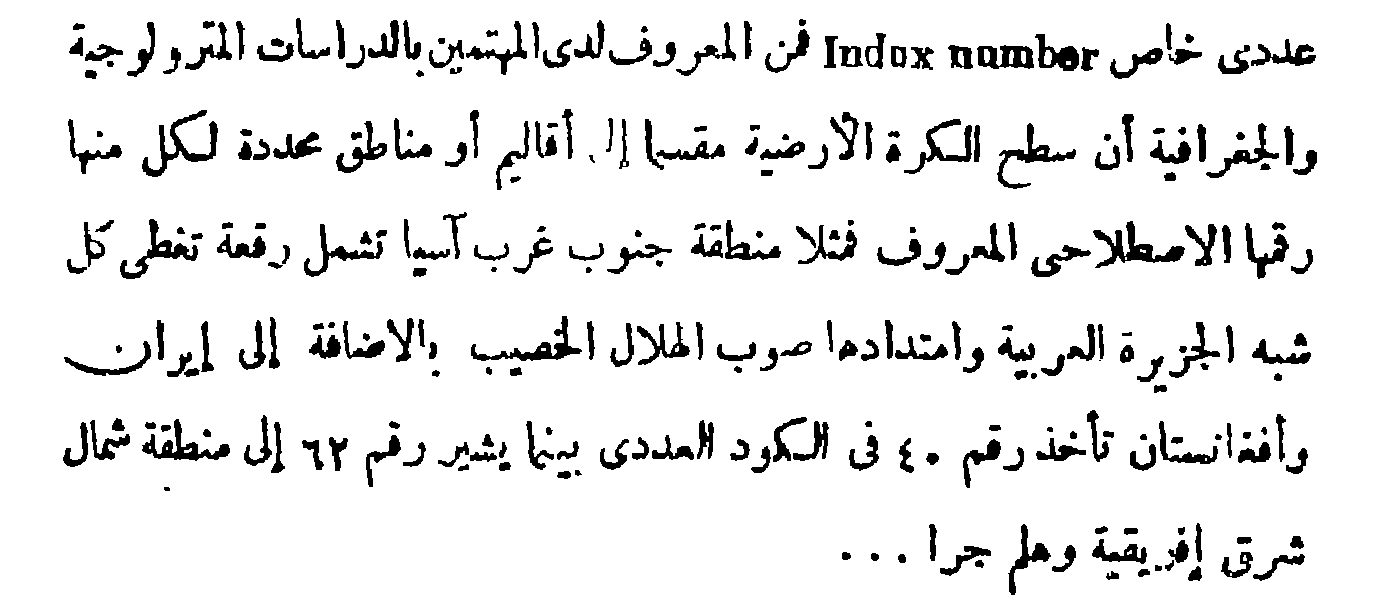 عددى خاص Index number فمن المعروف لدى المهتمين بالدراسات المترولوجية
والجغرافية أن سطح الكرة الأرضية مقسما إلى أقاليم أو مناطق محددة لكل منها
رقمها الاصطلاحى المعروف فمثلا منطقة جنوب غرب آسيا تشمل رقعة تغطى كل
شبه الجزيرة العربية وامتدادها صوب الهلال الخصيب بالاضافة إلى إيران
وأفغانستان تأخذ رقم ٤٠ فى الكود العددى بينما يشير رقم ٦٢ إلى منطقة شمال
شرق إفريقية وهلم جرا ...